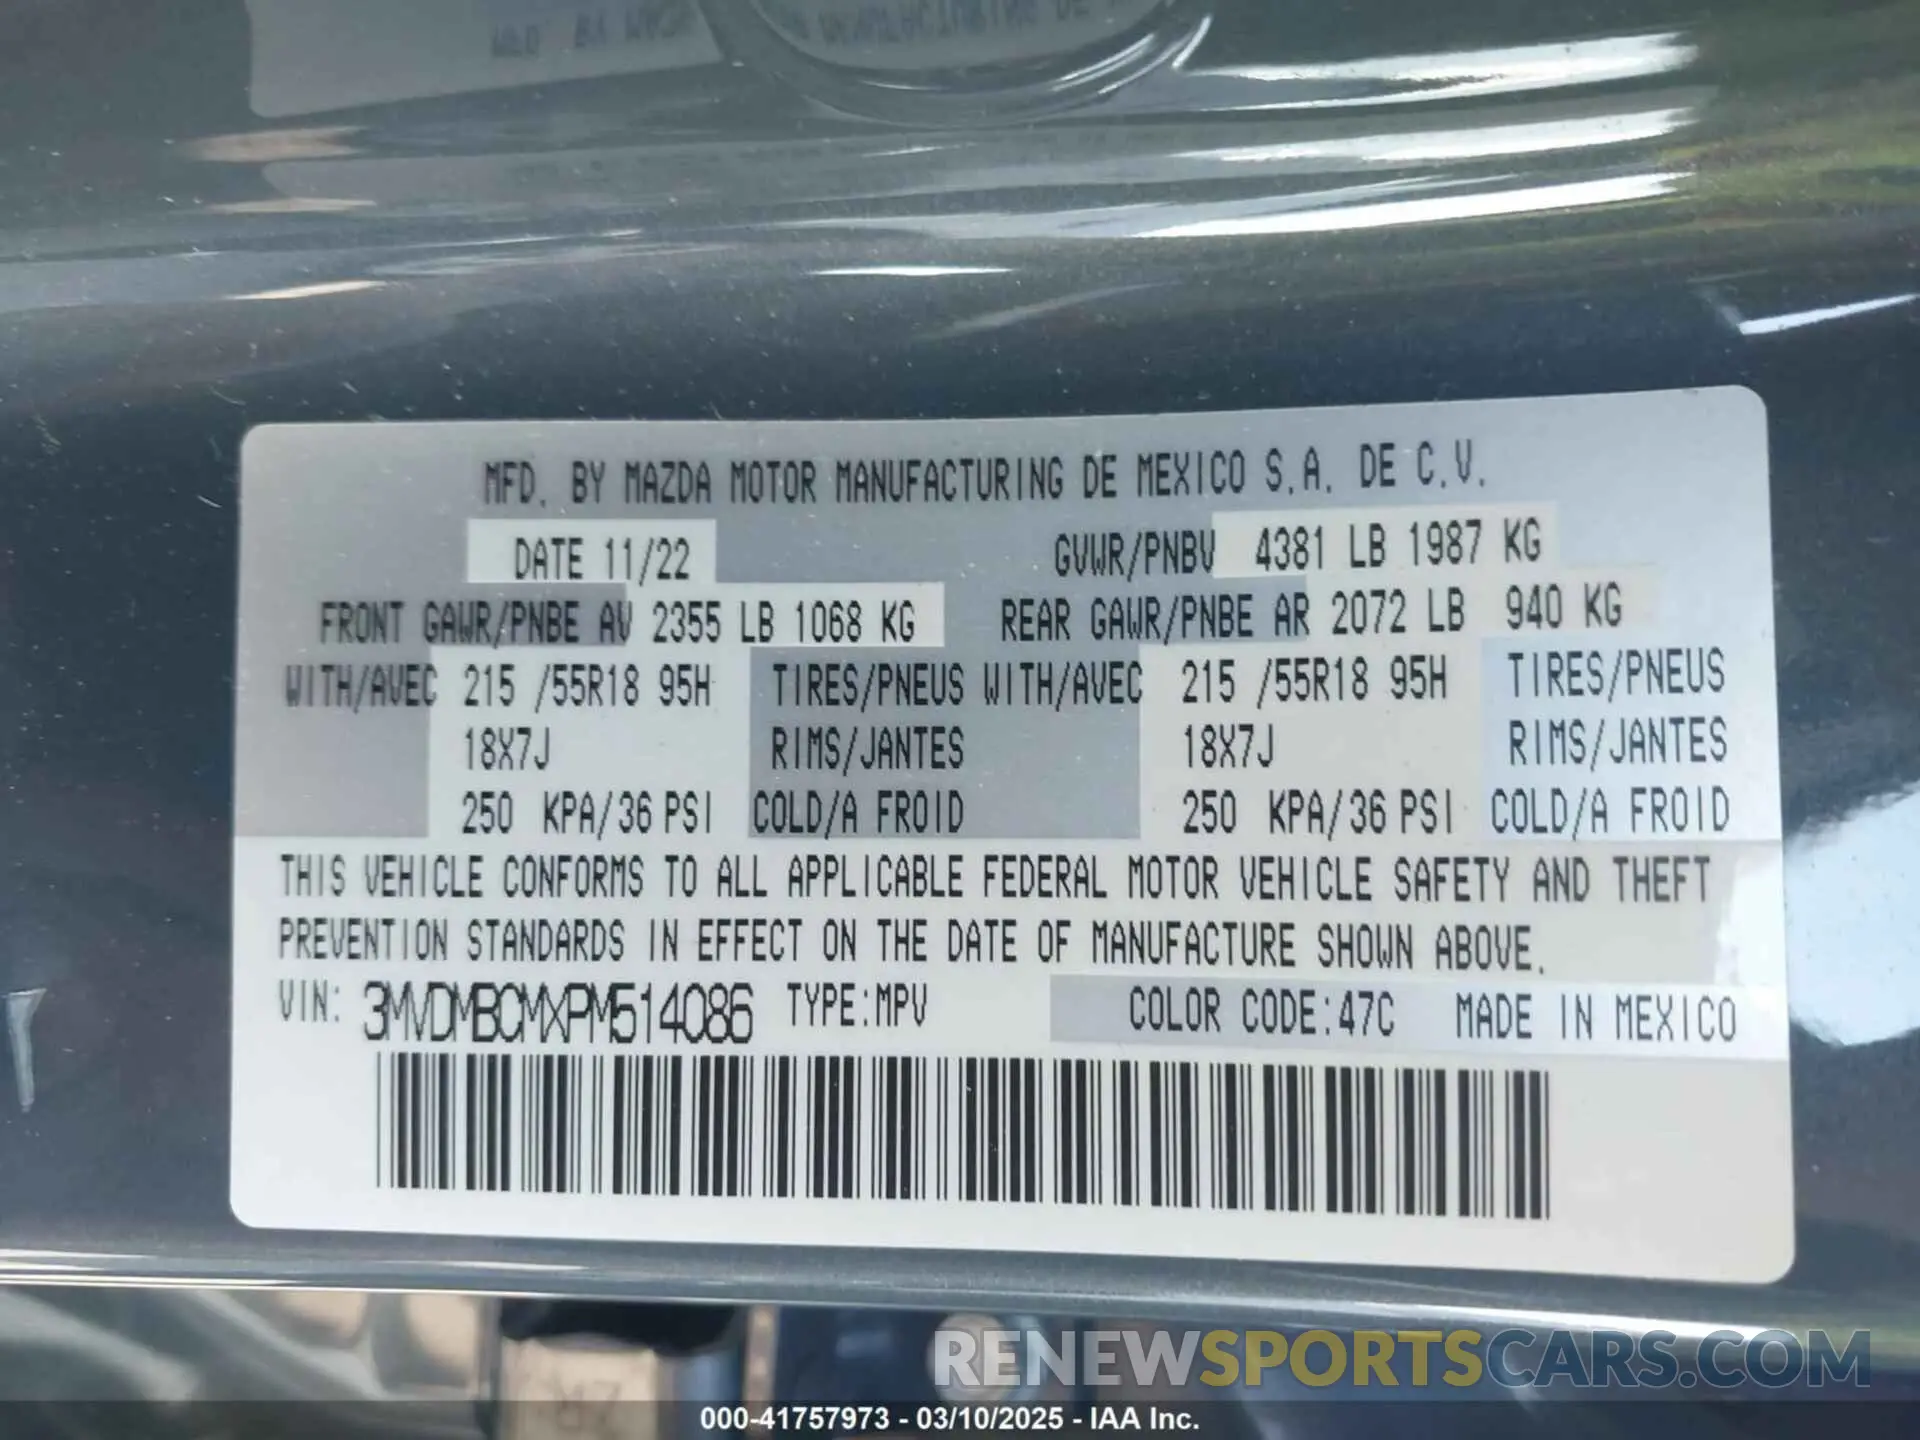 MFD. BY MAZDA MOTOR MANUFACTURING DE MEXICO S.A. DE C.V.
DATE 11/22 GVWR/PNBV 4381 LB 1987 KG
FRONT GAWR/PNBE AV 2355 LB 1068 KG REAR GAWR/PNBE AR 2072 LB 940 KG
WITH/AVEC 215 /55R18 95H TIRES/PNEUS WITH/AVEC 215 /55R18 95H TIRES/PNEUS
18X7J RIMS/JANTES 18X7J RIMS/JANTES
250 KPA/36 PSI COLD/A FROID 250 KPA/36 PSI COLD/A FROID
THIS VEHICLE CONFORMS TO ALL APPLICABLE FEDERAL MOTOR VEHICLE SAFETY AND THEFT
PREVENTION STANDARDS IN EFFECT ON THE DATE OF MANUFACTURE SHOWN ABOVE.
VIN: 3MVDMBCMXPM514086 TYPE:MPV COLOR CODE:47C MADE IN MEXICO
RENEWSPORTSCARS.COM
000-41757973 - 03/10/2025 - IAA Inc.